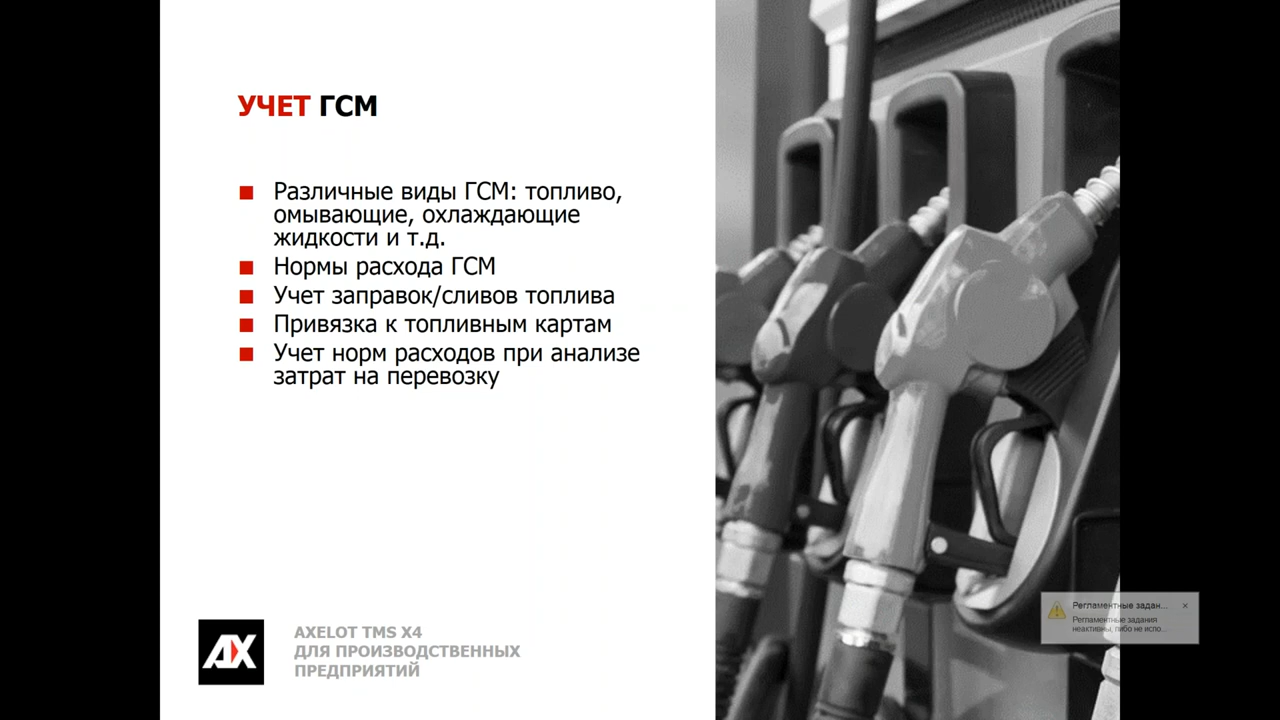 УЧЕТ ГСМ
■ Различные виды ГСМ: топливо,
омывающие, охлаждающие
жидкости и т.д.
■ Нормы расхода ГСМ
■ Учет заправок/сливов топлива
■ Привязка к топливным картам
■ Учет норм расходов при анализе
затрат на перевозку
AX
AXELOT TMS X4
ДЛЯ ПРОИЗВОДСТВЕННЫХ
ПРЕДПРИЯТИЙ
Регламентные задан... ×
Регламентные задания
неактивны, либо не испо...